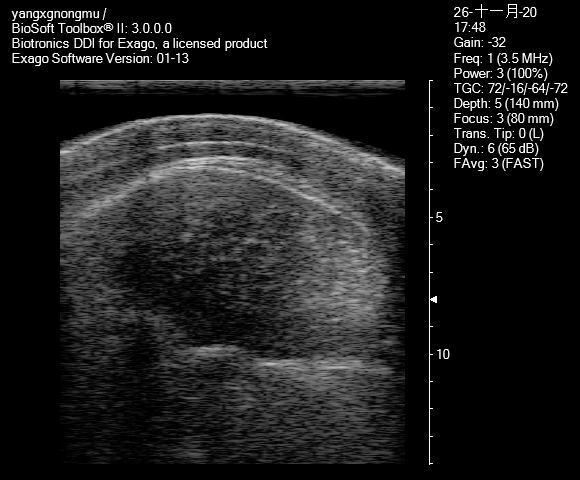 yangxgnongmu /
BioSoft Toolbox® II: 3.0.0.0
Biotronics DDI for Exago, a licensed product
Exago Software Version: 01-13
26-十一月-20
17:48
Gain: -32
Freq: 1 (3.5 MHz)
Power: 3 (100%)
TGC: 72/-16/-64/-72
Depth: 5 (140 mm)
Focus: 3 (80 mm)
Trans. Tip: 0 (L)
Dyn.: 6 (65 dB)
FAvg: 3 (FAST)
5
10